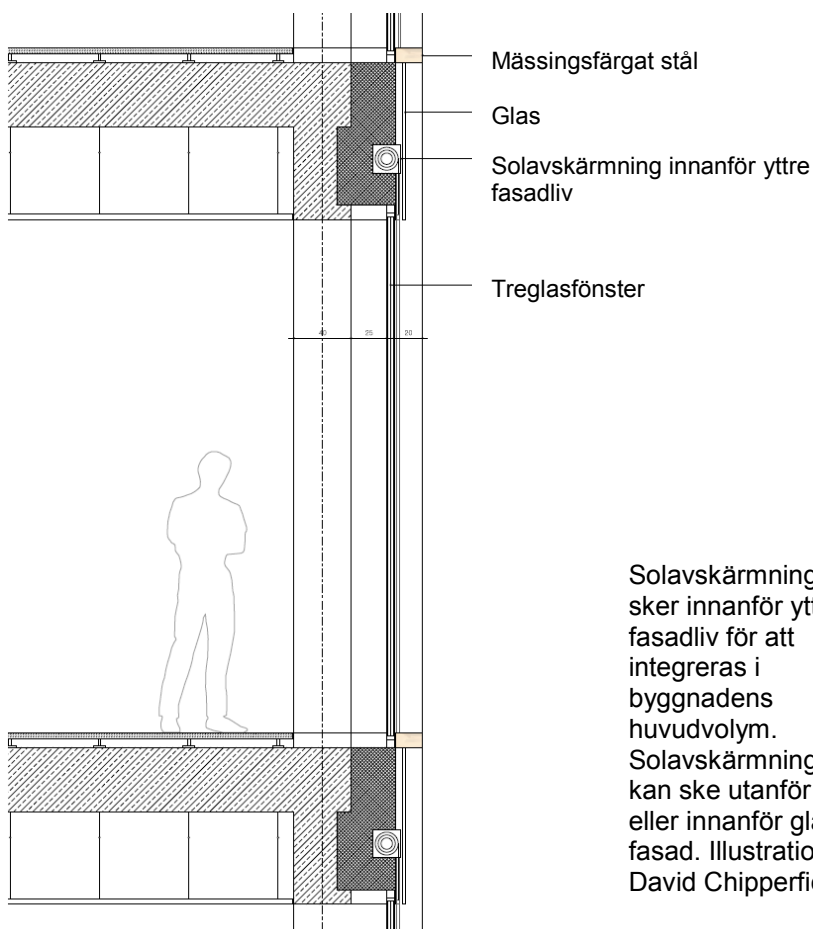 Mässingsfärgat stål
Glas
Solavskärmning innanför yttre
fasadliv
Treglasfönster
40 25 20
Solavskärmning
sker innanför ytt
fasadliv för att
integreras i
byggnadens
huvudvolym.
Solavskärmning
kan ske utanför
eller innanför gla
fasad. Illustratio
David Chipperfie